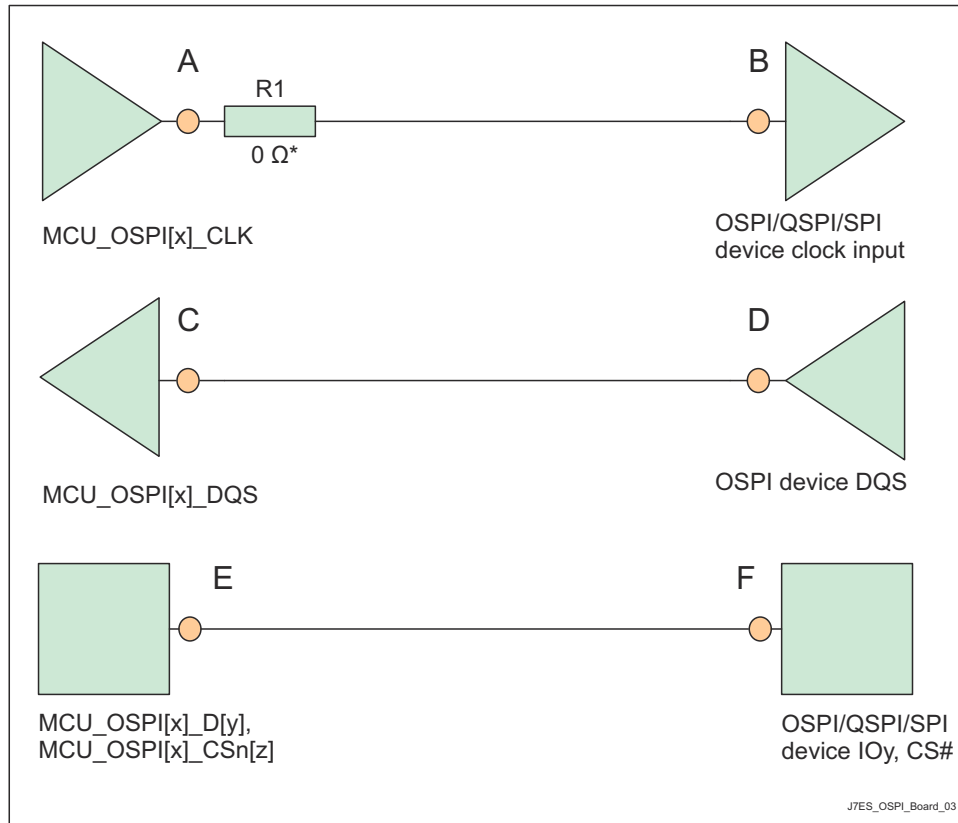 A
B
R1
0 Ω*
MCU_OSPI[x]_CLK
OSPI/QSPI/SPI
device clock input
C
D
MCU_OSPI[x]_DQS
OSPI device DQS
E
F
MCU_OSPI[x]_D[y],
MCU_OSPI[x]_CSn[z]
OSPI/QSPI/SPI
device IOy, CS#
J7ES_OSPI_Board_03